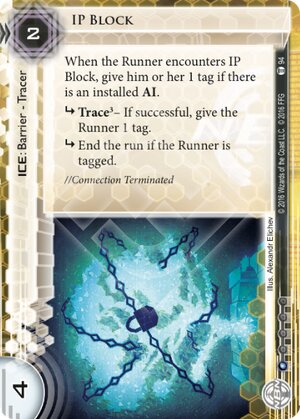 2
IP Block
ICE: Barrier - Tracer
When the Runner encounters IP
Block, give him or her 1 tag if there
is an installed AI.
↳ Trace³– If successful, give the
Runner 1 tag.
↳ End the run if the Runner is
tagged.
//Connection Terminated
94
© 2016 Wizards of the Coast LLC. © 2016 FFG
Illus. Alexandr Elichev
4